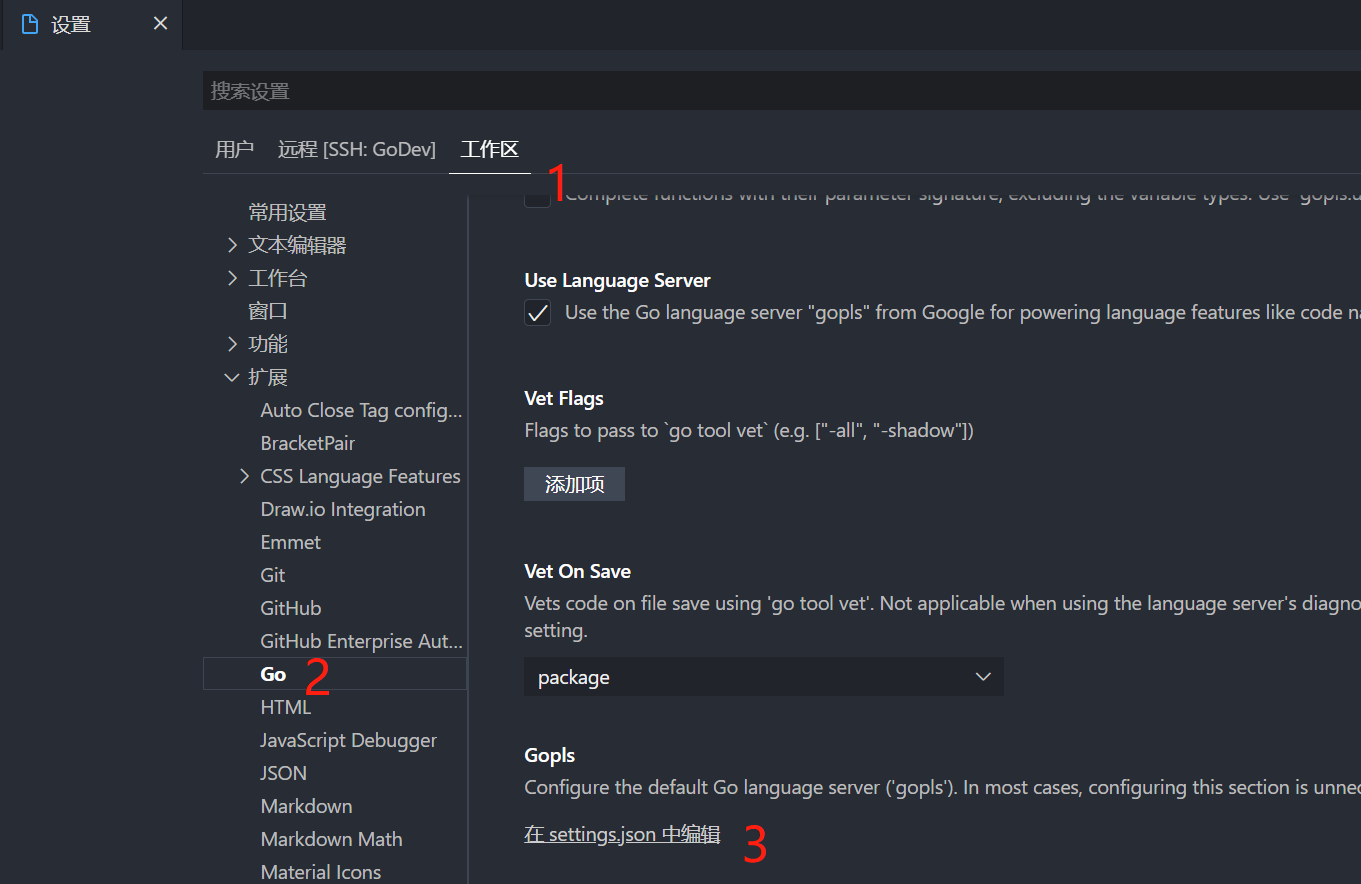 设置
搜索设置
用户 远程 [SSH: GoDev] 工作区
1
常用设置
文本编辑器
工作台
窗口
功能
扩展
Auto Close Tag config...
BracketPair
CSS Language Features
Draw.io Integration
Emmet
Git
GitHub
GitHub Enterprise Aut...
Go
2
HTML
JavaScript Debugger
JSON
Markdown
Markdown Math
Material Icons
Complete functions with their parameter signature, excluding the variable types. Use `gopls.u
Use Language Server
Use the Go language server "gopls" from Google for powering language features like code na
Vet Flags
Flags to pass to `go tool vet` (e.g. ["-all", "-shadow"])
添加项
Vet On Save
Vets code on file save using 'go tool vet'. Not applicable when using the language server's diagno
setting.
package
Gopls
Configure the default Go language server ('gopls'). In most cases, configuring this section is unnec
在 settings.json 中编辑
3